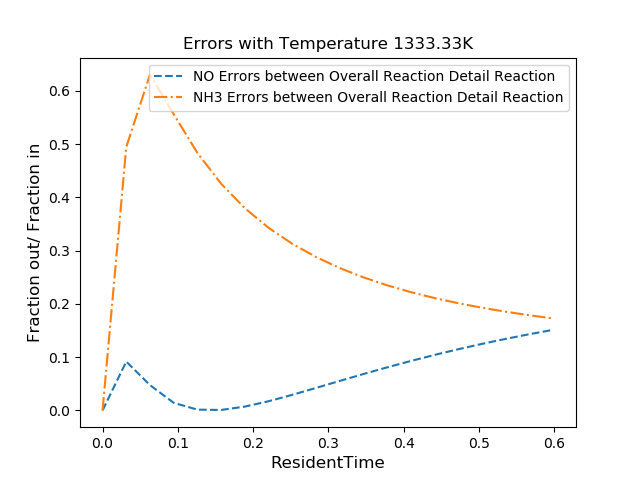 Errors with Temperature 1333.33K
NO Errors between Overall Reaction Detail Reaction
NH3 Errors between Overall Reaction Detail Reaction
Fraction out/ Fraction in
0.6
0.5
0.4
0.3
0.2
0.1
0.0
0.0 0.1 0.2 0.3 0.4 0.5 0.6
ResidentTime